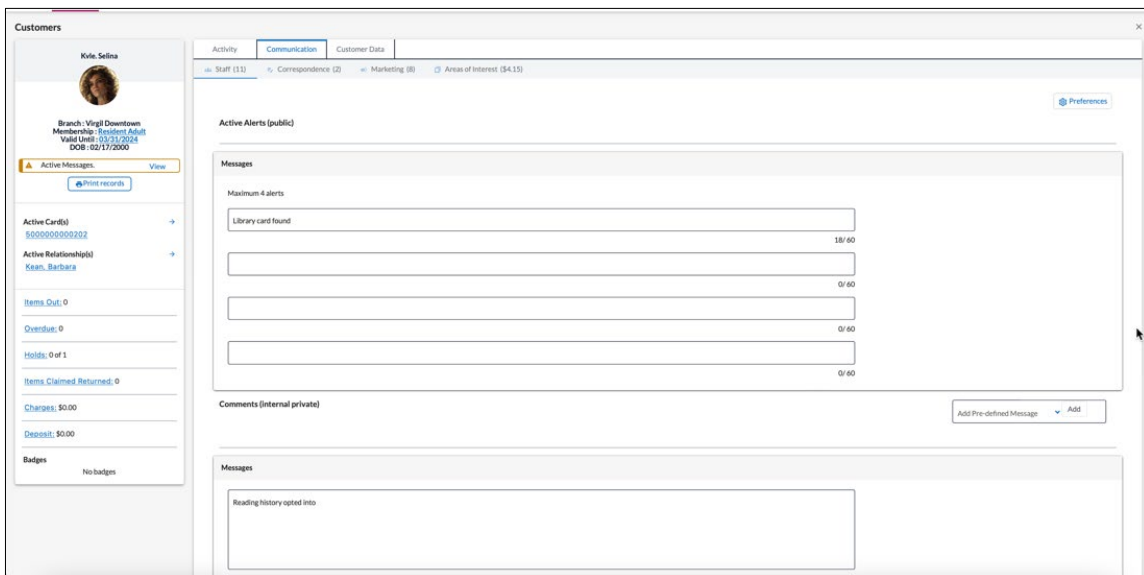 Customers
×
Kyle, Selina
Branch : Virgil Downtown
Membership : Resident Adult
Valid Until : 03/31/2024
DOB : 02/17/2000
Active Messages. View
Print records
Active Card(s)
5000000000202
Active Relationship(s)
Kean, Barbara
Items Out: 0
Overdue: 0
Holds: 0 of 1
Items Claimed Returned: 0
Charges: $0.00
Deposit: $0.00
Badges
No badges
Activity Communication Customer Data
Staff (11) Correspondence (2) Marketing (8) Areas of Interest ($4.15)
Preferences
Active Alerts (public)
Messages
Maximum 4 alerts
Library card found
18/60
0/60
0/60
0/60
Comments (internal private)
Add Pre-defined Message Add
Messages
Reading history opted into